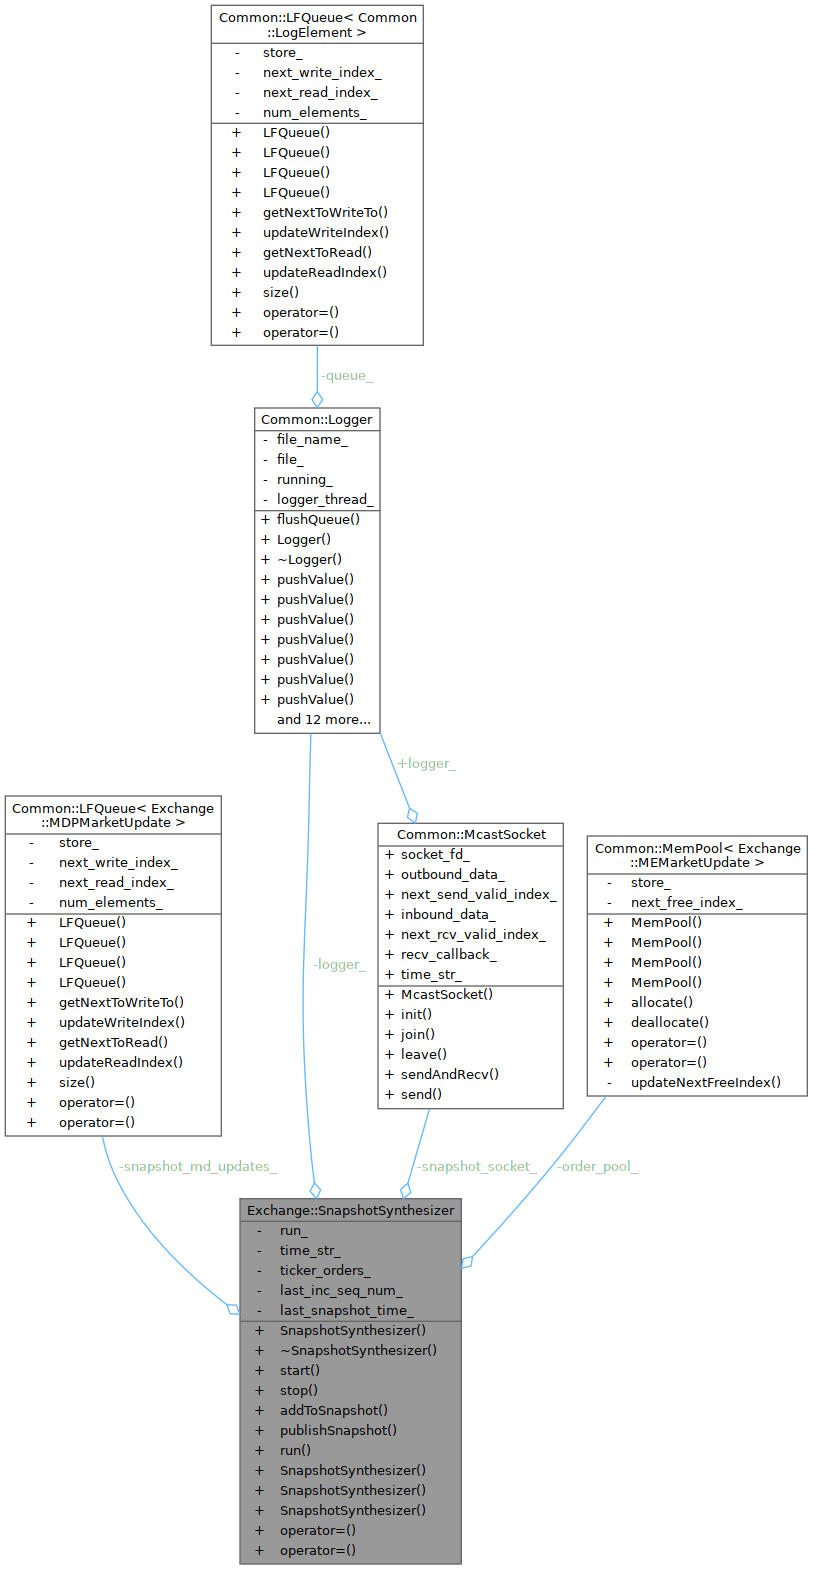 Common::LFQueue< Common
::LogElement >
- store_
- next_write_index_
- next_read_index_
- num_elements_
+ LFQueue()
+ LFQueue()
+ LFQueue()
+ LFQueue()
+ getNextToWriteTo()
+ updateWriteIndex()
+ getNextToRead()
+ updateReadIndex()
+ size()
+ operator=()
+ operator=()
-queue_
Common::Logger
- file_name_
- file_
- running_
- logger_thread_
+ flushQueue()
+ Logger()
+ ~Logger()
+ pushValue()
+ pushValue()
+ pushValue()
+ pushValue()
+ pushValue()
+ pushValue()
+ pushValue()
and 12 more...
+logger_
-logger_
Common::LFQueue< Exchange
::MDPMarketUpdate >
- store_
- next_write_index_
- next_read_index_
- num_elements_
+ LFQueue()
+ LFQueue()
+ LFQueue()
+ LFQueue()
+ getNextToWriteTo()
+ updateWriteIndex()
+ getNextToRead()
+ updateReadIndex()
+ size()
+ operator=()
+ operator=()
Common::McastSocket
+ socket_fd_
+ outbound_data_
+ next_send_valid_index_
+ inbound_data_
+ next_rcv_valid_index_
+ recv_callback_
+ time_str_
+ McastSocket()
+ init()
+ join()
+ leave()
+ sendAndRecv()
+ send()
Common::MemPool< Exchange
::MEMarketUpdate >
- store_
- next_free_index_
+ MemPool()
+ MemPool()
+ MemPool()
+ MemPool()
+ allocate()
+ deallocate()
+ operator=()
+ operator=()
- updateNextFreeIndex()
-snapshot_md_updates_
-snapshot_socket_
-order_pool_
Exchange::SnapshotSynthesizer
- run_
- time_str_
- ticker_orders_
- last_inc_seq_num_
- last_snapshot_time_
+ SnapshotSynthesizer()
+ ~SnapshotSynthesizer()
+ start()
+ stop()
+ addToSnapshot()
+ publishSnapshot()
+ run()
+ SnapshotSynthesizer()
+ SnapshotSynthesizer()
+ SnapshotSynthesizer()
+ operator=()
+ operator=()